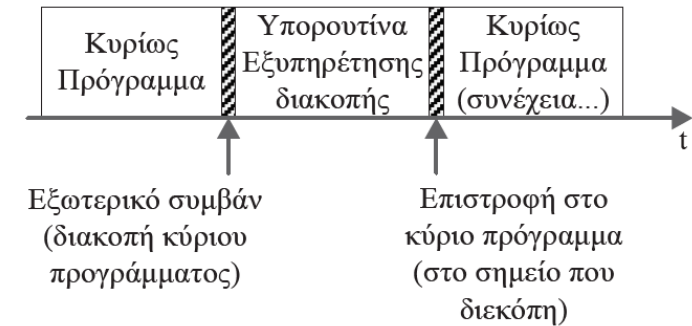 Κυρίως
Πρόγραμμα
Υπορουτίνα
Εξυπηρέτησης
διακοπής
Κυρίως
Πρόγραμμα
(συνέχεια...)
t
Εξωτερικό συμβάν
(διακοπή κύριου
προγράμματος)
Επιστροφή στο
κύριο πρόγραμμα
(στο σημείο που
διεκόπη)